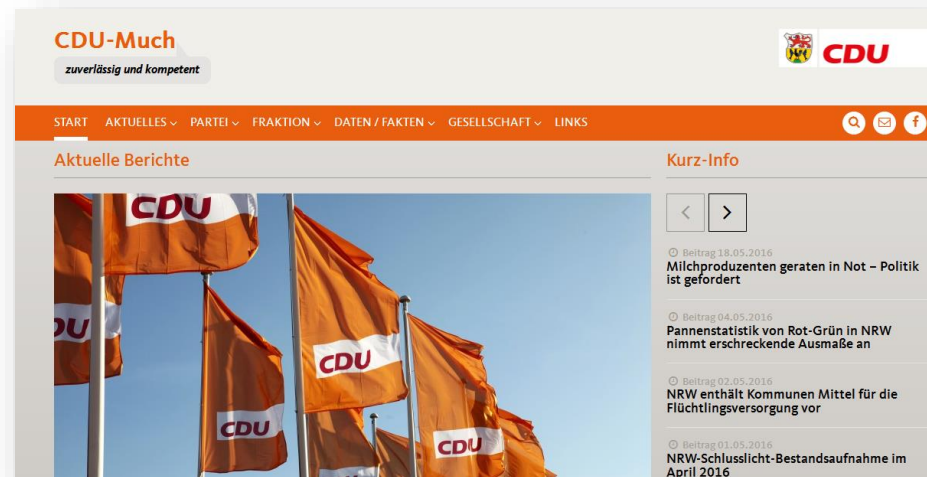 CDU-Much
zuverlässig und kompetent
CDU
START AKTUELLES PARTEI FRAKTION DATEN / FAKTEN GESELLSCHAFT LINKS
Aktuelle Berichte
CDU
CDU
CDU
CDU
Kurz-Info
Beitrag 18.05.2016
Milchproduzenten geraten in Not – Politik
ist gefordert
Beitrag 04.05.2016
Pannenstatistik von Rot-Grün in NRW
nimmt erschreckende Ausmaße an
Beitrag 02.05.2016
NRW enthält Kommunen Mittel für die
Flüchtlingsversorgung vor
Beitrag 01.05.2016
NRW-Schlusslicht-Bestandsaufnahme im
April 2016